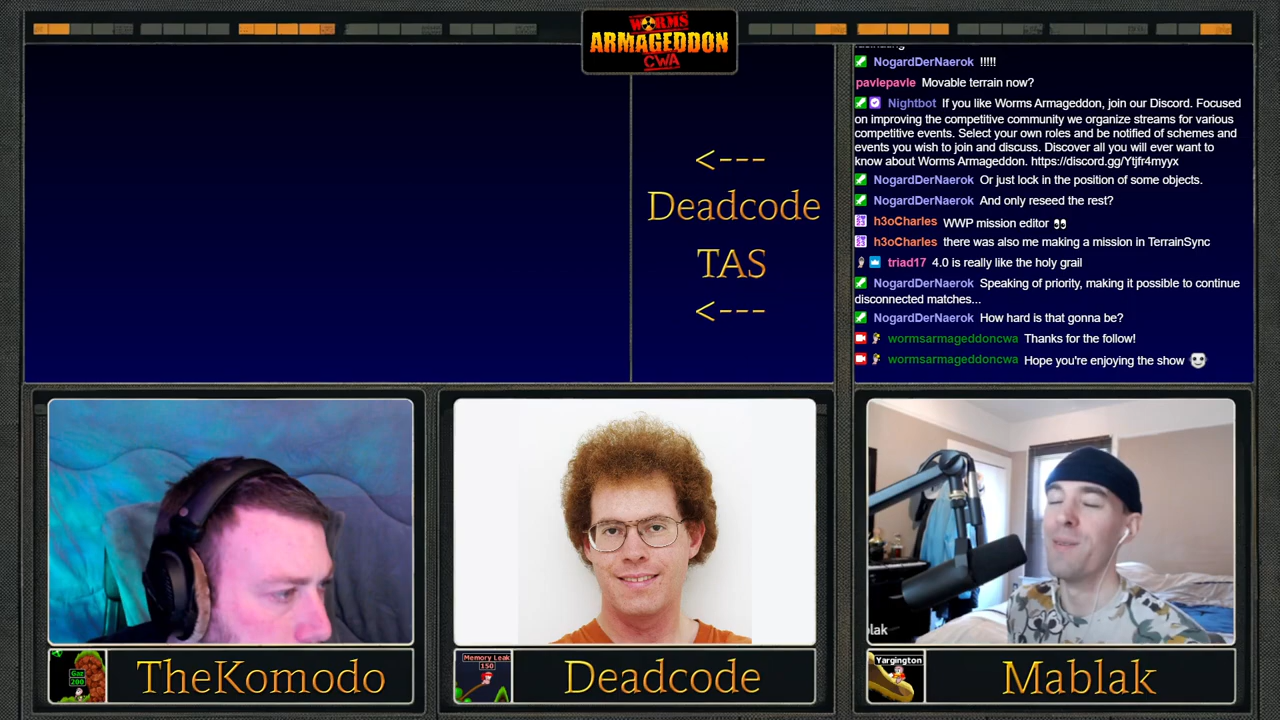 WORMS
ARMAGEDDON
CWA
<---
Deadcode
TAS
<---
NogardDerNaerok !!!!!
pavlepavle Movable terrain now?
Nightbot If you like Worms Armageddon, join our Discord. Focused
on improving the competitive community we organize streams for various
competitive events. Select your own roles and be notified of schemes and
events you wish to join and discuss. Discover all you will ever want to
know about Worms Armageddon. https://discord.gg/Ytjfr4myyx
NogardDerNaerok Or just lock in the position of some objects.
NogardDerNaerok And only reseed the rest?
h3oCharles WWP mission editor 👀
h3oCharles there was also me making a mission in TerrainSync
triad17 4.0 is really like the holy grail
NogardDerNaerok Speaking of priority, making it possible to continue
disconnected matches...
NogardDerNaerok How hard is that gonna be?
wormsarmageddoncwa Thanks for the follow!
wormsarmageddoncwa Hope you're enjoying the show
lak
Gaz
200
TheKomodo
Memory Leak
150
Deadcode
Yargington
Mablak